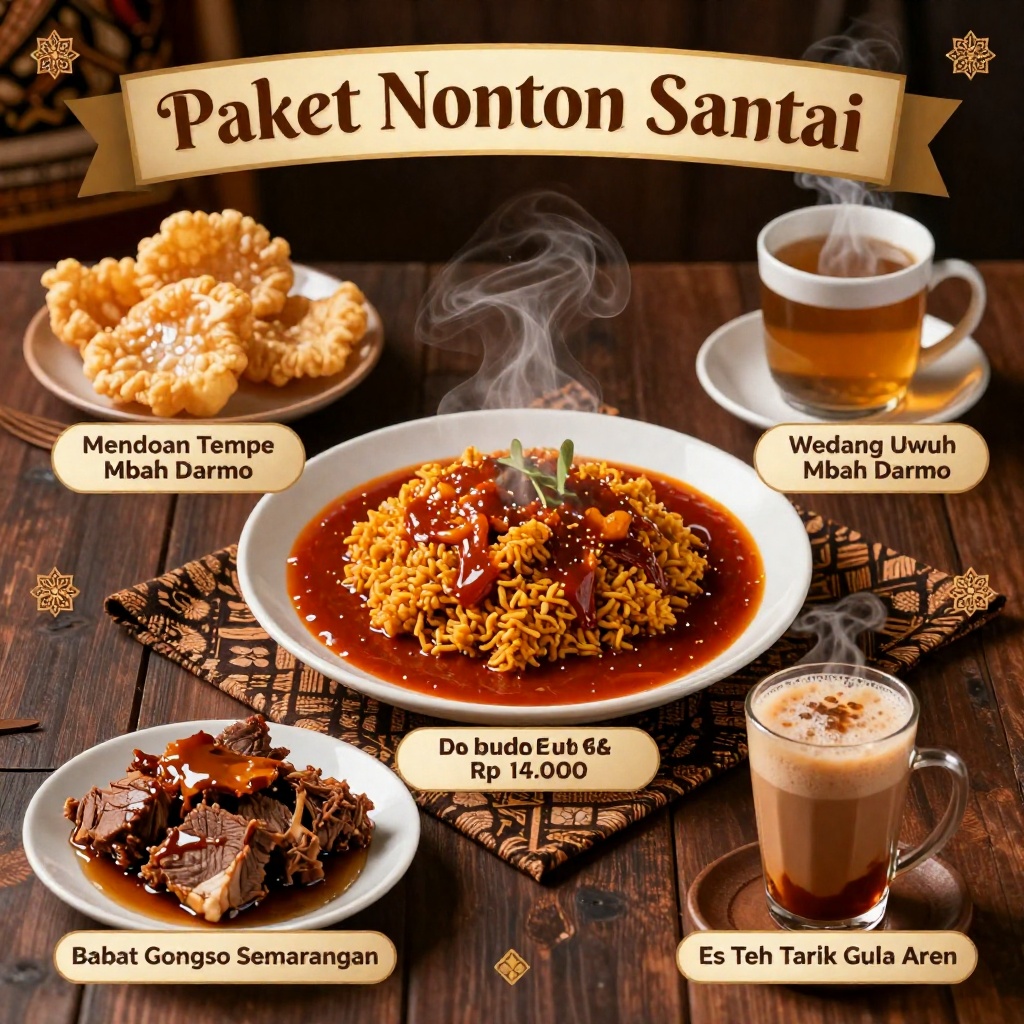 Paket Nonton Santai
Mendoan Tempe
Mbah Darmo
Wedang Uwuh
Mbah Darmo
Do budo Eub 6&
Rp 14.000
Babat Gongso Semarangan
Es Teh Tarik Gula Aren